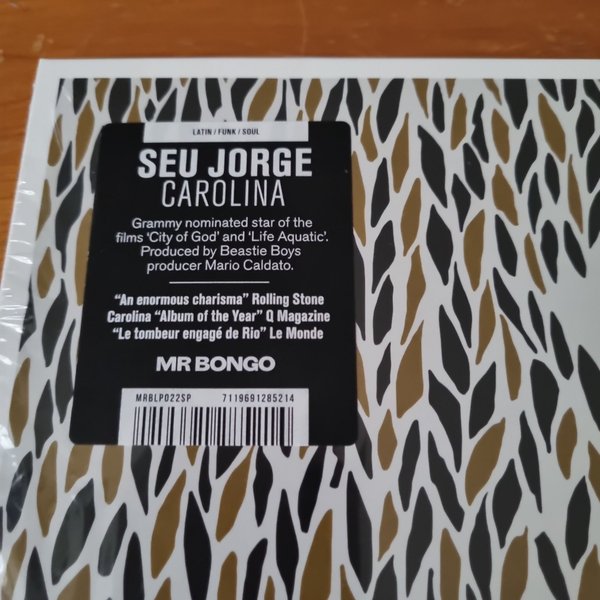 LATIN / FUNK / SOUL
SEU JORGE
CAROLINA
Grammy nominated star of the
films ‘City of God’ and ‘Life Aquatic’.
Produced by Beastie Boys
producer Mario Caldato.
“An enormous charisma” Rolling Stone
Carolina “Album of the Year” Q Magazine
“Le tombeur engagé de Rio” Le Monde
MR BONGO
MRBLP022SP 7119691285214